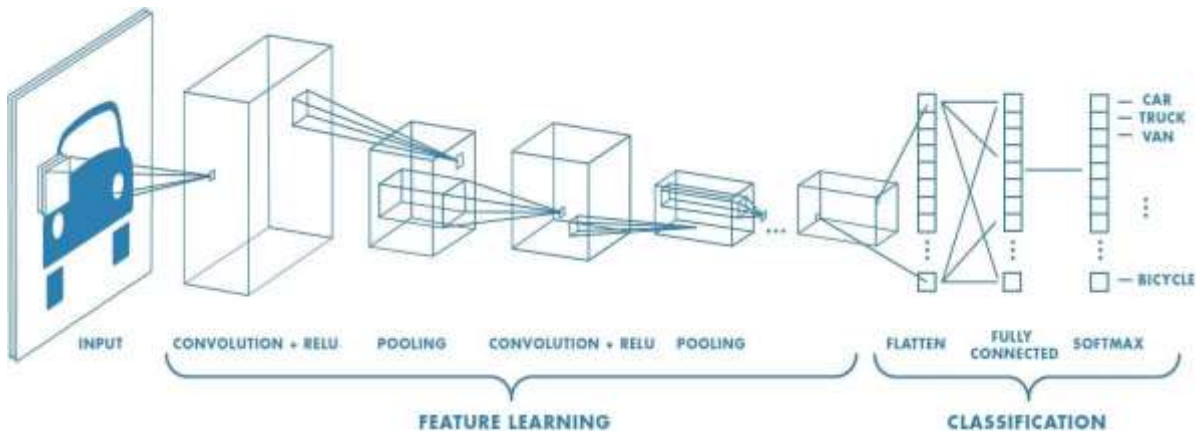 CAR
TRUCK
VAN
BICYCLE
INPUT
CONVOLUTION + RELU
POOLING
CONVOLUTION + RELU
POOLING
FLATTEN
FULLY
CONNECTED
SOFTMAX
FEATURE LEARNING
CLASSIFICATION